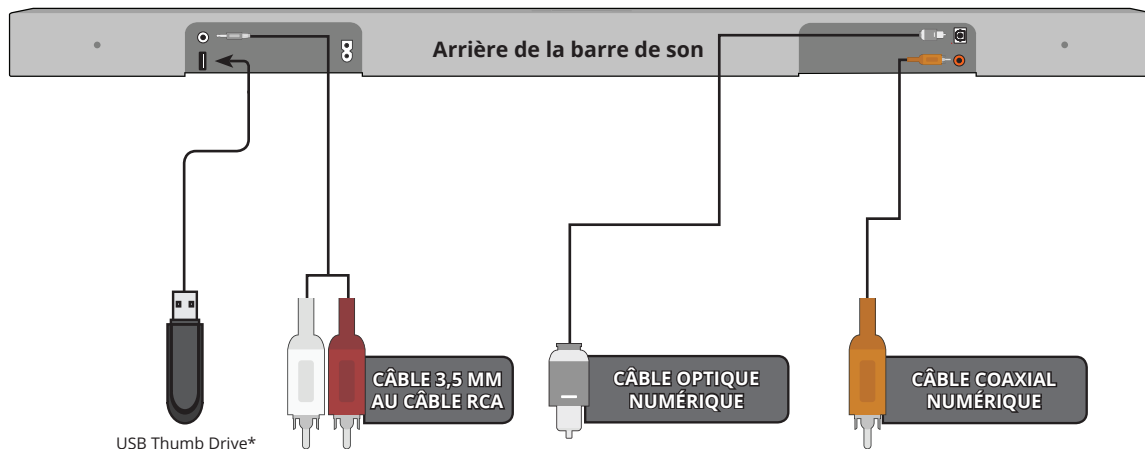 Arrière de la barre de son
CÂBLE 3,5 MM
AU CÂBLE RCA
CÂBLE OPTIQUE
NUMÉRIQUE
CÂBLE COAXIAL
NUMÉRIQUE
USB Thumb Drive*